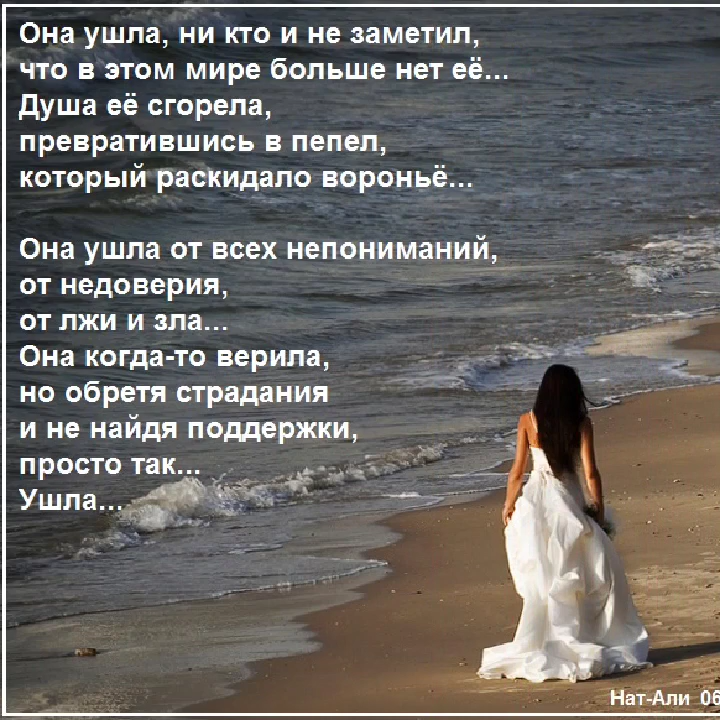 Она ушла, ни кто и не заметил,
что в этом мире больше нет её...
Душа её сгорела,
превратившись в пепел,
который раскидало вороньё...
Она ушла от всех непониманий,
от недоверия,
от лжи и зла...
Она когда-то верила,
но обретя страдания
и не найдя поддержки,
просто так...
Ушла...
Нат-Али 06